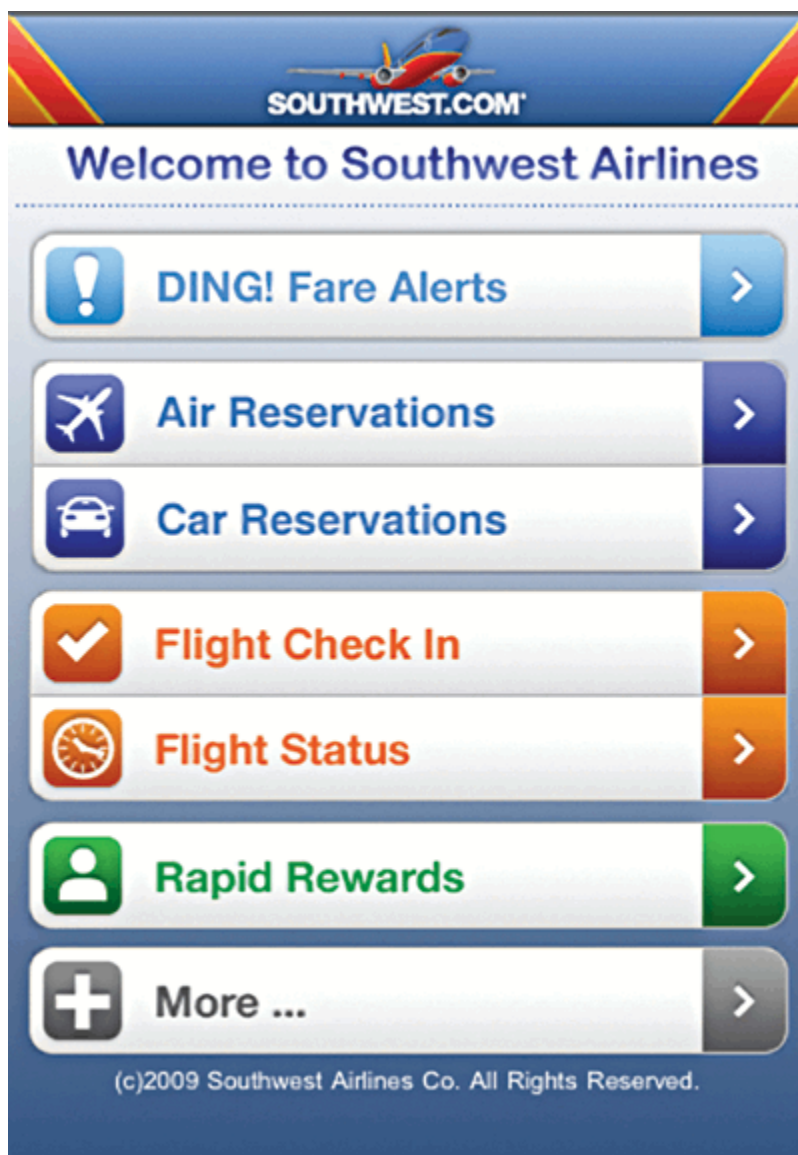 SOUTHWEST.COM®
Welcome to Southwest Airlines
DING! Fare Alerts
Air Reservations
Car Reservations
Flight Check In
Flight Status
Rapid Rewards
More ...
(c)2009 Southwest Airlines Co. All Rights Reserved.